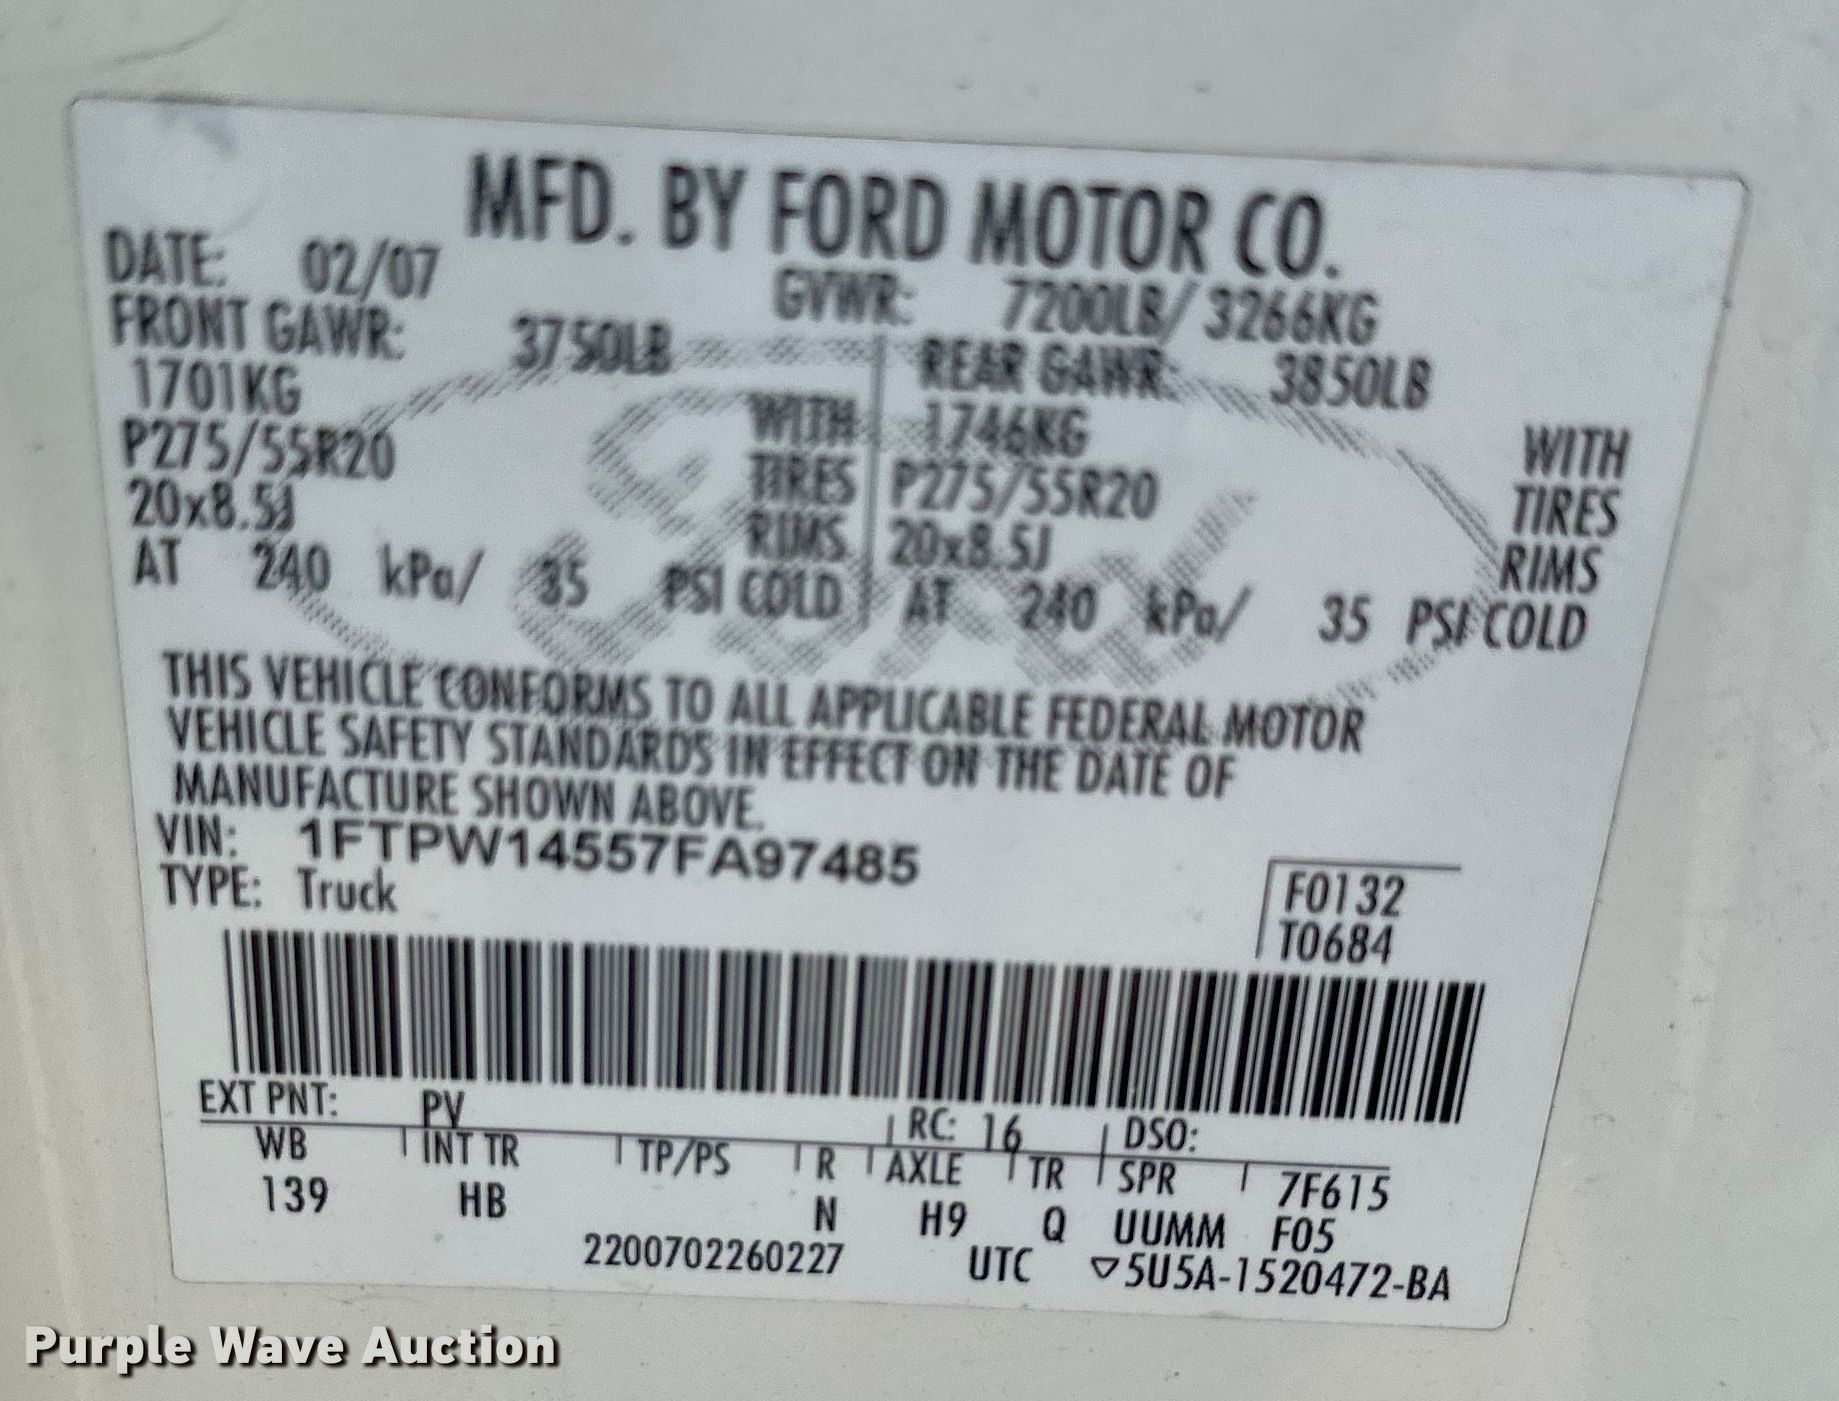 MFD. BY FORD MOTOR CO.
DATE: 02/07 GVWR: 7200LB/ 3266KG
FRONT GAWR: 3750LB REAR GAWR: 3850LB
1701KG WITH 1746KG WITH
P275/55R20 TIRES P275/55R20 TIRES
20x8.5J RIMS 20x8.5J RIMS
AT 240 kPa/ 35 PSI COLD AT 240 kPa/ 35 PSI COLD
Ford
THIS VEHICLE CONFORMS TO ALL APPLICABLE FEDERAL MOTOR
VEHICLE SAFETY STANDARDS IN EFFECT ON THE DATE OF
MANUFACTURE SHOWN ABOVE.
VIN: 1FTPW14557FA97485
TYPE: Truck
F0132
T0684
EXT PNT: PV RC: 16 DSO:
WB INT TR TP/PS R AXLE TR SPR 7F615
139 HB N H9 Q UUMM F05
2200702260227 UTC ▽5U5A-1520472-BA
Purple Wave Auction